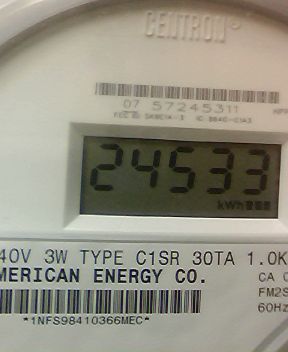 CENTRON
07 57245311
24533
kWh
40V 3W TYPE C1SR 30TA 1.0K
MERICAN ENERGY CO.
CA
FM2S
60Hz
*1NFS98410366MEC*